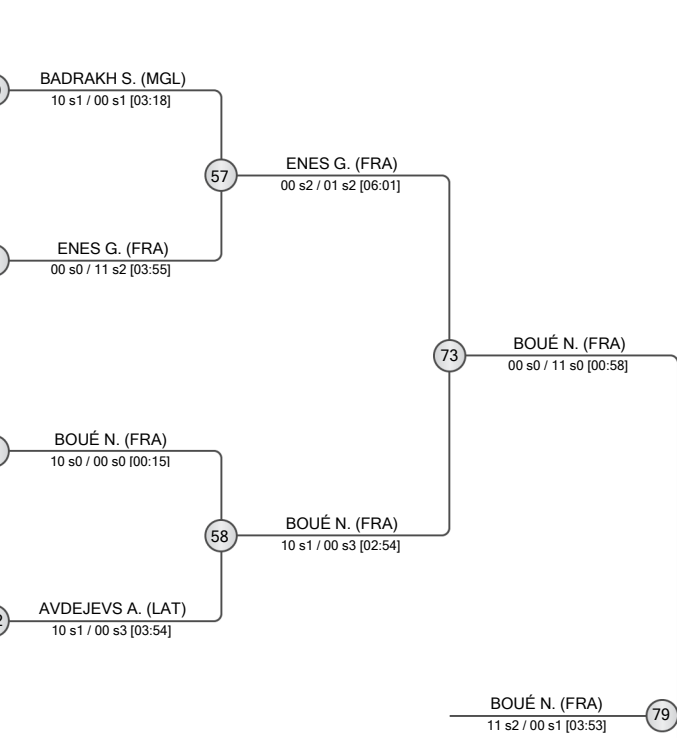 BADRAKH S. (MGL)
10 s1 / 00 s1 [03:18]
57
ENES G. (FRA)
00 s2 / 01 s2 [06:01]
ENES G. (FRA)
00 s0 / 11 s2 [03:55]
73
BOUÉ N. (FRA)
00 s0 / 11 s0 [00:58]
BOUÉ N. (FRA)
10 s0 / 00 s0 [00:15]
58
BOUÉ N. (FRA)
10 s1 / 00 s3 [02:54]
AVDEJEVS A. (LAT)
10 s1 / 00 s3 [03:54]
BOUÉ N. (FRA)
11 s2 / 00 s1 [03:53]
79